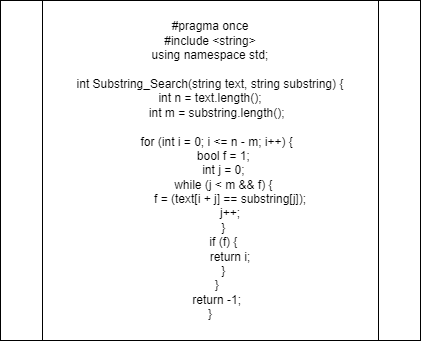 #pragma once
#include <string>
using namespace std;
int Substring_Search(string text, string substring) {
int n = text.length();
int m = substring.length();
for (int i = 0; i <= n - m; i++) {
bool f = 1;
int j = 0;
while (j < m && f) {
f = (text[i + j] == substring[j]);
j++;
}
if (f) {
return i;
}
}
return -1;
}